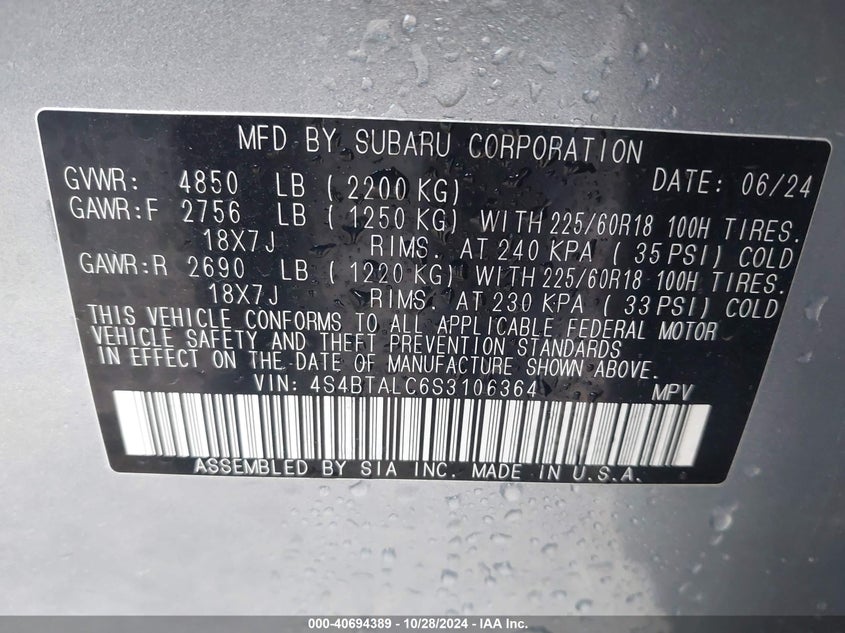 MFD BY SUBARU CORPORATION
GVWR: 4850 LB ( 2200 KG) DATE: 06/24
GAWR:F 2756 LB ( 1250 KG) WITH 225/60R18 100H TIRES.
18X7J RIMS. AT 240 KPA ( 35 PSI) COLD
GAWR:R 2690 LB ( 1220 KG) WITH 225/60R18 100H TIRES.
18X7J RIMS. AT 230 KPA ( 33 PSI) COLD
THIS VEHICLE CONFORMS TO ALL APPLICABLE FEDERAL MOTOR
VEHICLE SAFETY AND THEFT PREVENTION STANDARDS
IN EFFECT ON THE DATE OF MANUFACTURE SHOWN ABOVE.
VIN: 4S4BTALC6S3106364 MPV
ASSEMBLED BY SIA INC. MADE IN U.S.A.
000-40694389 - 10/28/2024 - IAA Inc.